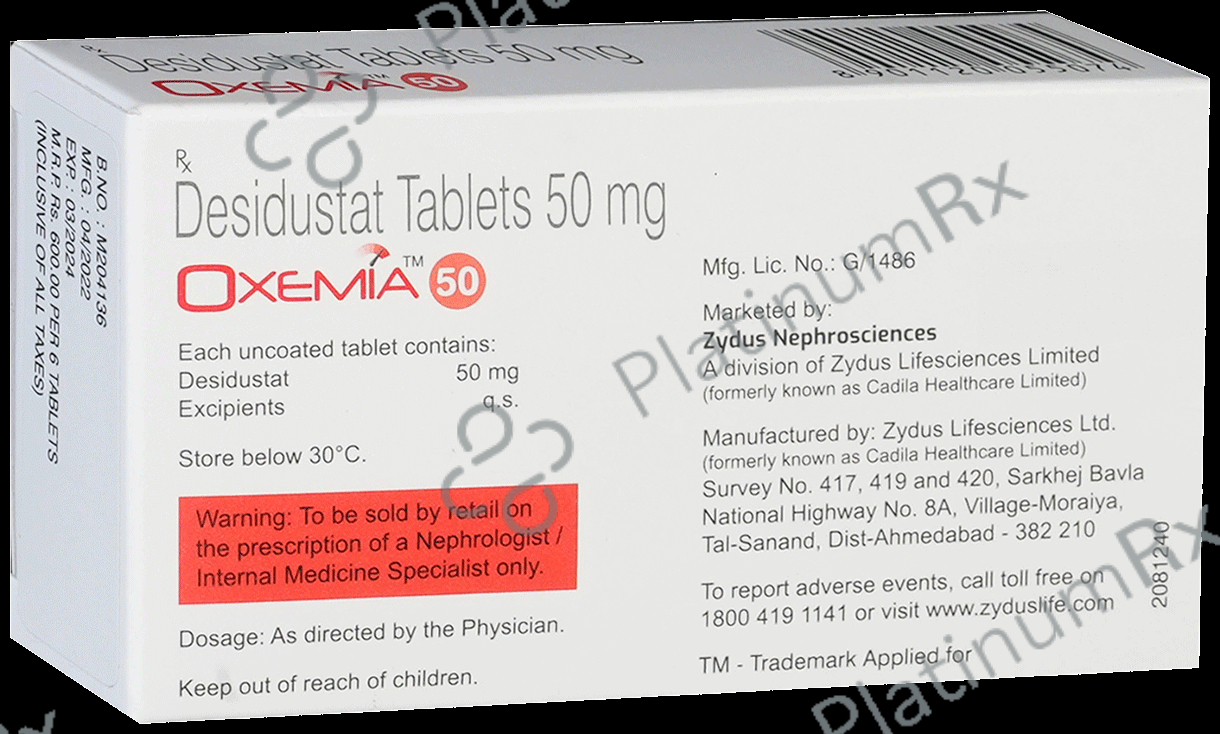 Rx
Desidustat Tablets 50 mg
OXEMIA™ 50
B.NO. : M204136
MFG. : 04/2022
EXP. : 03/2024
M.R.P. Rs. 600.00 PER 6 TABLETS
(INCLUSIVE OF ALL TAXES)
Rx
Desidustat Tablets 50 mg
OXEMIA™ 50
Each uncoated tablet contains:
Desidustat 50 mg
Excipients q.s.
Store below 30°C.
Warning: To be sold by retail on
the prescription of a Nephrologist /
Internal Medicine Specialist only.
Dosage: As directed by the Physician.
Keep out of reach of children.
Mfg. Lic. No.: G/1486
Marketed by:
Zydus Nephrosciences
A division of Zydus Lifesciences Limited
(formerly known as Cadila Healthcare Limited)
Manufactured by: Zydus Lifesciences Ltd.
(formerly known as Cadila Healthcare Limited)
Survey No. 417, 419 and 420, Sarkhej Bavla
National Highway No. 8A, Village-Moraiya,
Tal-Sanand, Dist-Ahmedabad - 382 210
To report adverse events, call toll free on
1800 419 1141 or visit www.zyduslife.com
TM - Trademark Applied for
2081240
PlatinumRx
PlatinumRx